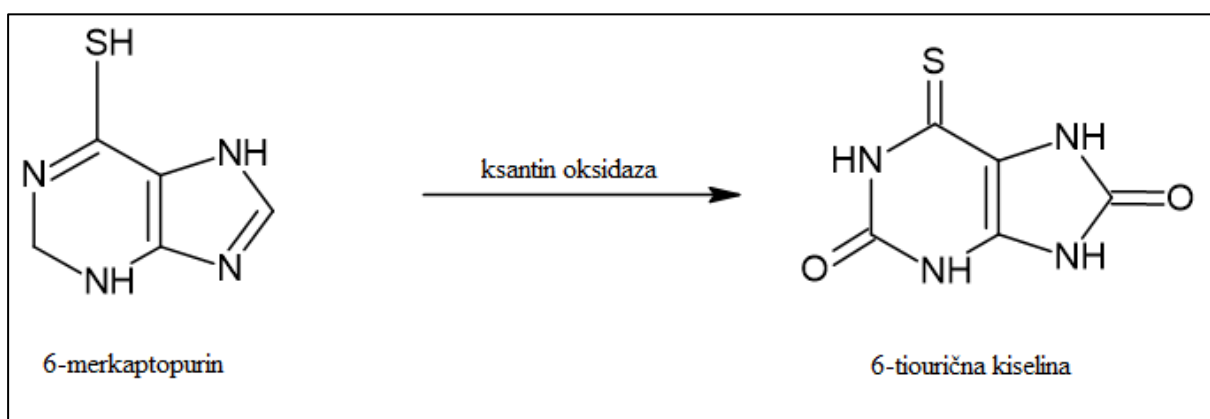 SH
N
NH
NH
N
ksantin oksidaza
S
HN
NH
O
O
NH
NH
6-merkaptopurin
6-tiourična kiselina